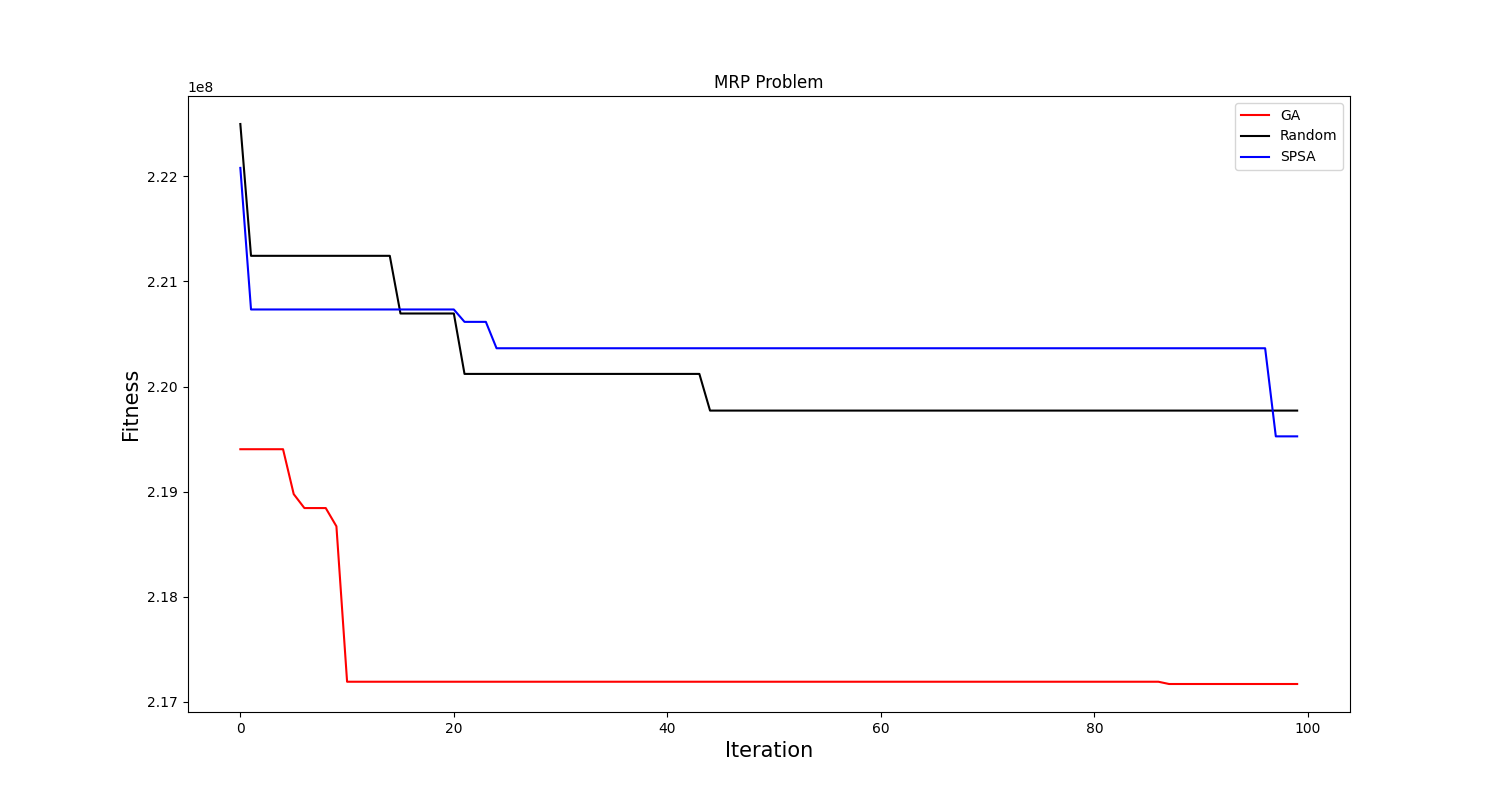 MRP Problem
1e8
GA
Random
SPSA
2.22
2.21
2.20
2.19
2.18
2.17
Fitness
0 20 40 60 80 100
Iteration